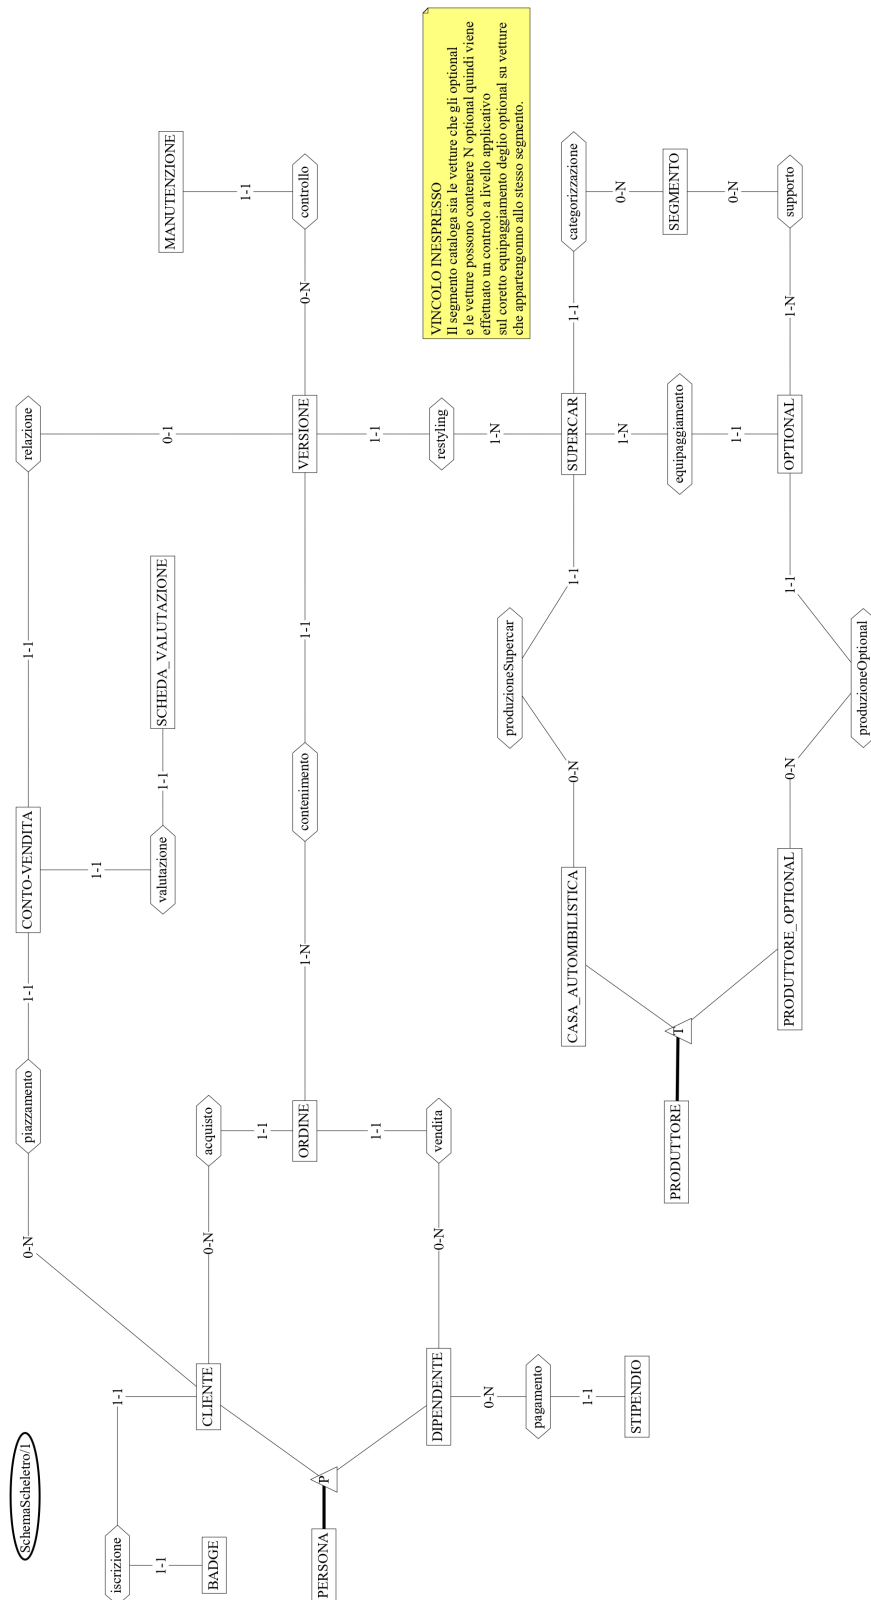 SchemaScheletro/1
0-N
piazzamento
1-1
CONTO-VENDITA
1-1
relazione
1-1
iscrizione
1-1
1-1
valutazione
1-1
SCHEDA_VALUTAZIONE
0-1
MANUTENZIONE
BADGE
CLIENTE
0-N
acquisto
1-1
1-1
ORDINE
1-N
contenimento
1-1
VERSIONE
0-N
controllo
PERSONA
P
1-1
1-1
DIPENDENTE
0-N
vendita
restyling
VINCOLO INESPRESSO
Il segmento cataloga sia le vetture che gli optional
e le vetture possono contenere N optional quindi viene
effettuato un controlo a livello applicativo
sul coretto equipaggiamento deglio optional su vetture
che appartengonno allo stesso segmento.
0-N
1-N
produzioneSupercar
pagamento
CASA_AUTOMIBILISTICA
0-N
1-1
SUPERCAR
1-1
categorizzazione
1-1
1-N
0-N
STIPENDIO
PRODUTTORE
T
equipaggiamento
SEGMENTO
1-1
0-N
PRODUTTORE_OPTIONAL
0-N
1-1
OPTIONAL
1-N
supporto
produzioneOptional